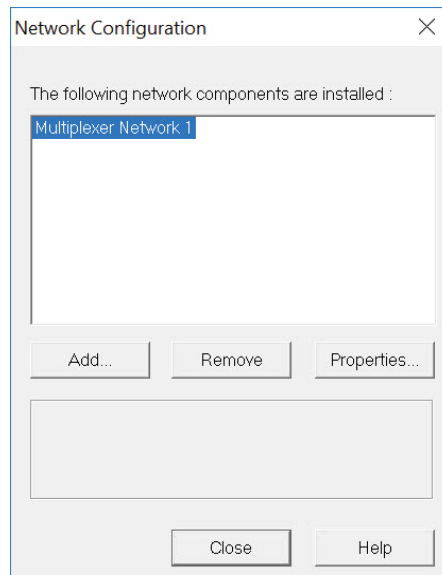 Network Configuration
The following network components are installed :
Multiplexer Network 1
Add... Remove Properties...
Close Help